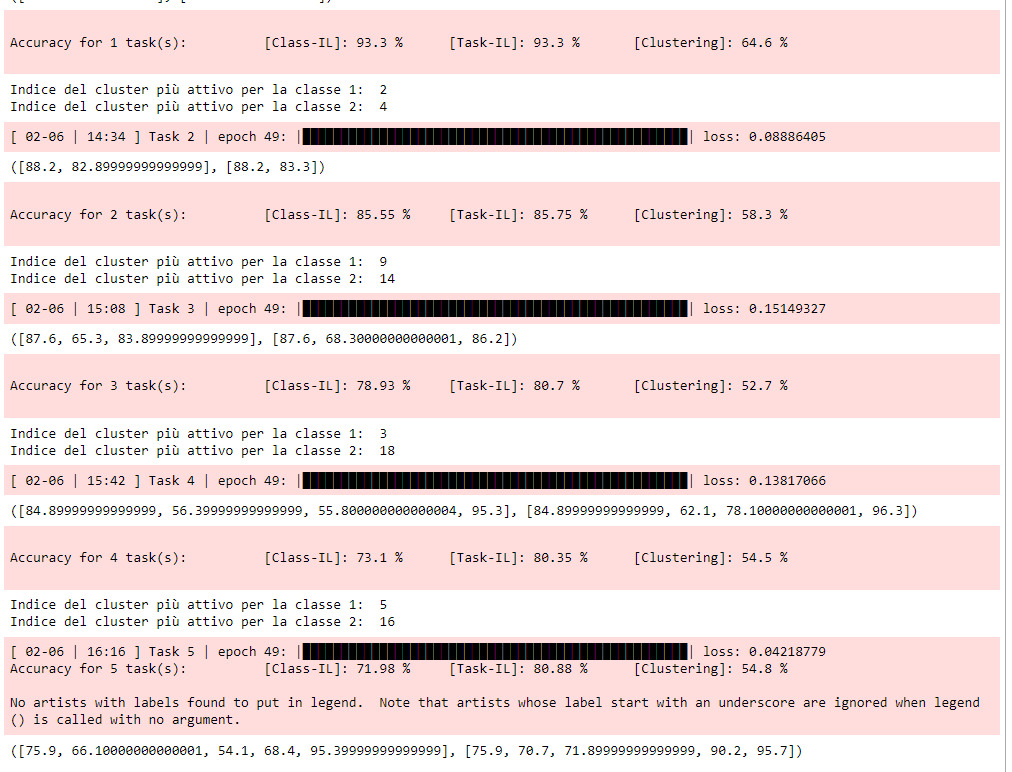 Accuracy for 1 task(s): [Class-IL]: 93.3 % [Task-IL]: 93.3 % [Clustering]: 64.6 %
Indice del cluster più attivo per la classe 1: 2
Indice del cluster più attivo per la classe 2: 4
[ 02-06 | 14:34 ] Task 2 | epoch 49: || loss: 0.08886405
([88.2, 82.89999999999999], [88.2, 83.3])
Accuracy for 2 task(s): [Class-IL]: 85.55 % [Task-IL]: 85.75 % [Clustering]: 58.3 %
Indice del cluster più attivo per la classe 1: 9
Indice del cluster più attivo per la classe 2: 14
[ 02-06 | 15:08 ] Task 3 | epoch 49: || loss: 0.15149327
([87.6, 65.3, 83.89999999999999], [87.6, 68.30000000000001, 86.2])
Accuracy for 3 task(s): [Class-IL]: 78.93 % [Task-IL]: 80.7 % [Clustering]: 52.7 %
Indice del cluster più attivo per la classe 1: 3
Indice del cluster più attivo per la classe 2: 18
[ 02-06 | 15:42 ] Task 4 | epoch 49: || loss: 0.13817066
([84.89999999999999, 56.39999999999999, 55.800000000000004, 95.3], [84.89999999999999, 62.1, 78.10000000000001, 96.3])
Accuracy for 4 task(s): [Class-IL]: 73.1 % [Task-IL]: 80.35 % [Clustering]: 54.5 %
Indice del cluster più attivo per la classe 1: 5
Indice del cluster più attivo per la classe 2: 16
[ 02-06 | 16:16 ] Task 5 | epoch 49: || loss: 0.04218779
Accuracy for 5 task(s): [Class-IL]: 71.98 % [Task-IL]: 80.88 % [Clustering]: 54.8 %
No artists with labels found to put in legend.  Note that artists whose label start with an underscore are ignored when legend
() is called with no argument.
([75.9, 66.10000000000001, 54.1, 68.4, 95.39999999999999], [75.9, 70.7, 71.89999999999999, 90.2, 95.7])